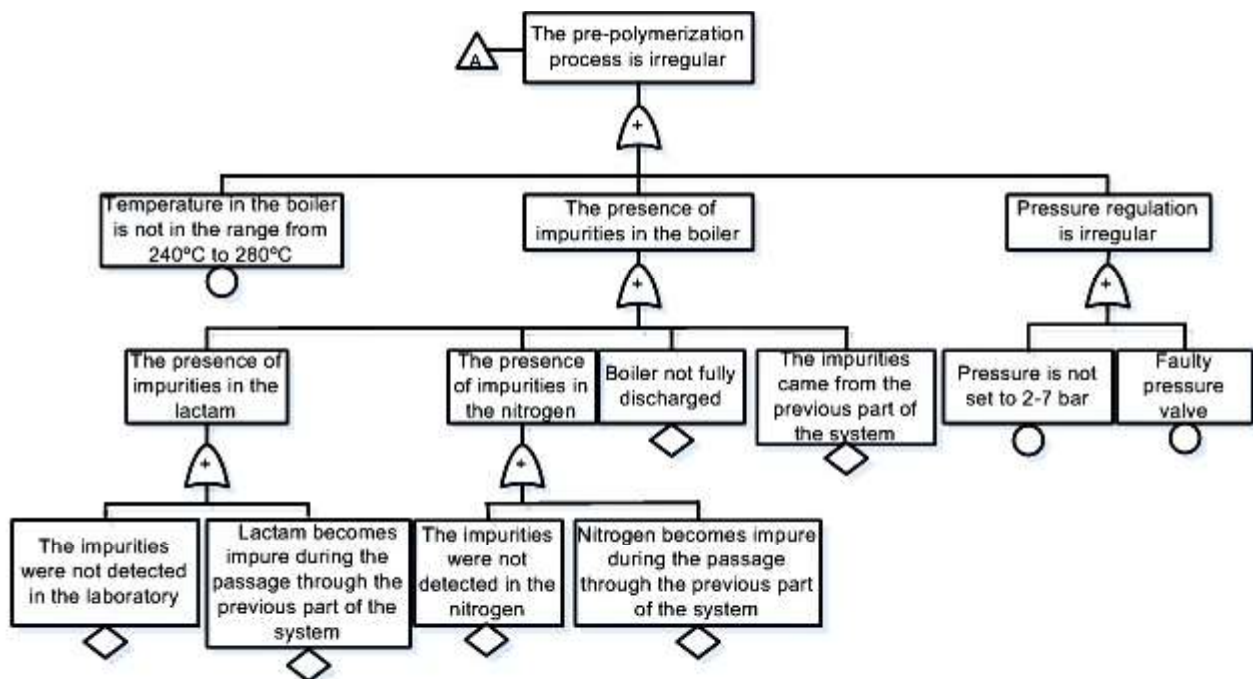 The pre-polymerization
process is irregular
A
+
Temperature in the boiler
is not in the range from
240ºC to 280ºC
The presence of
impurities in the boiler
Pressure regulation
is irregular
+
+
The presence of
impurities in the
lactam
The presence
of impurities in
the nitrogen
Boiler not fully
discharged
The impurities
came from the
previous part of
the system
Pressure is not
set to 2-7 bar
Faulty
pressure
valve
+
+
The impurities
were not detected
in the laboratory
Lactam becomes
impure during the
passage through the
previous part of the
system
The impurities
were not
detected in the
nitrogen
Nitrogen becomes impure
during the passage
through the previous part
of the system